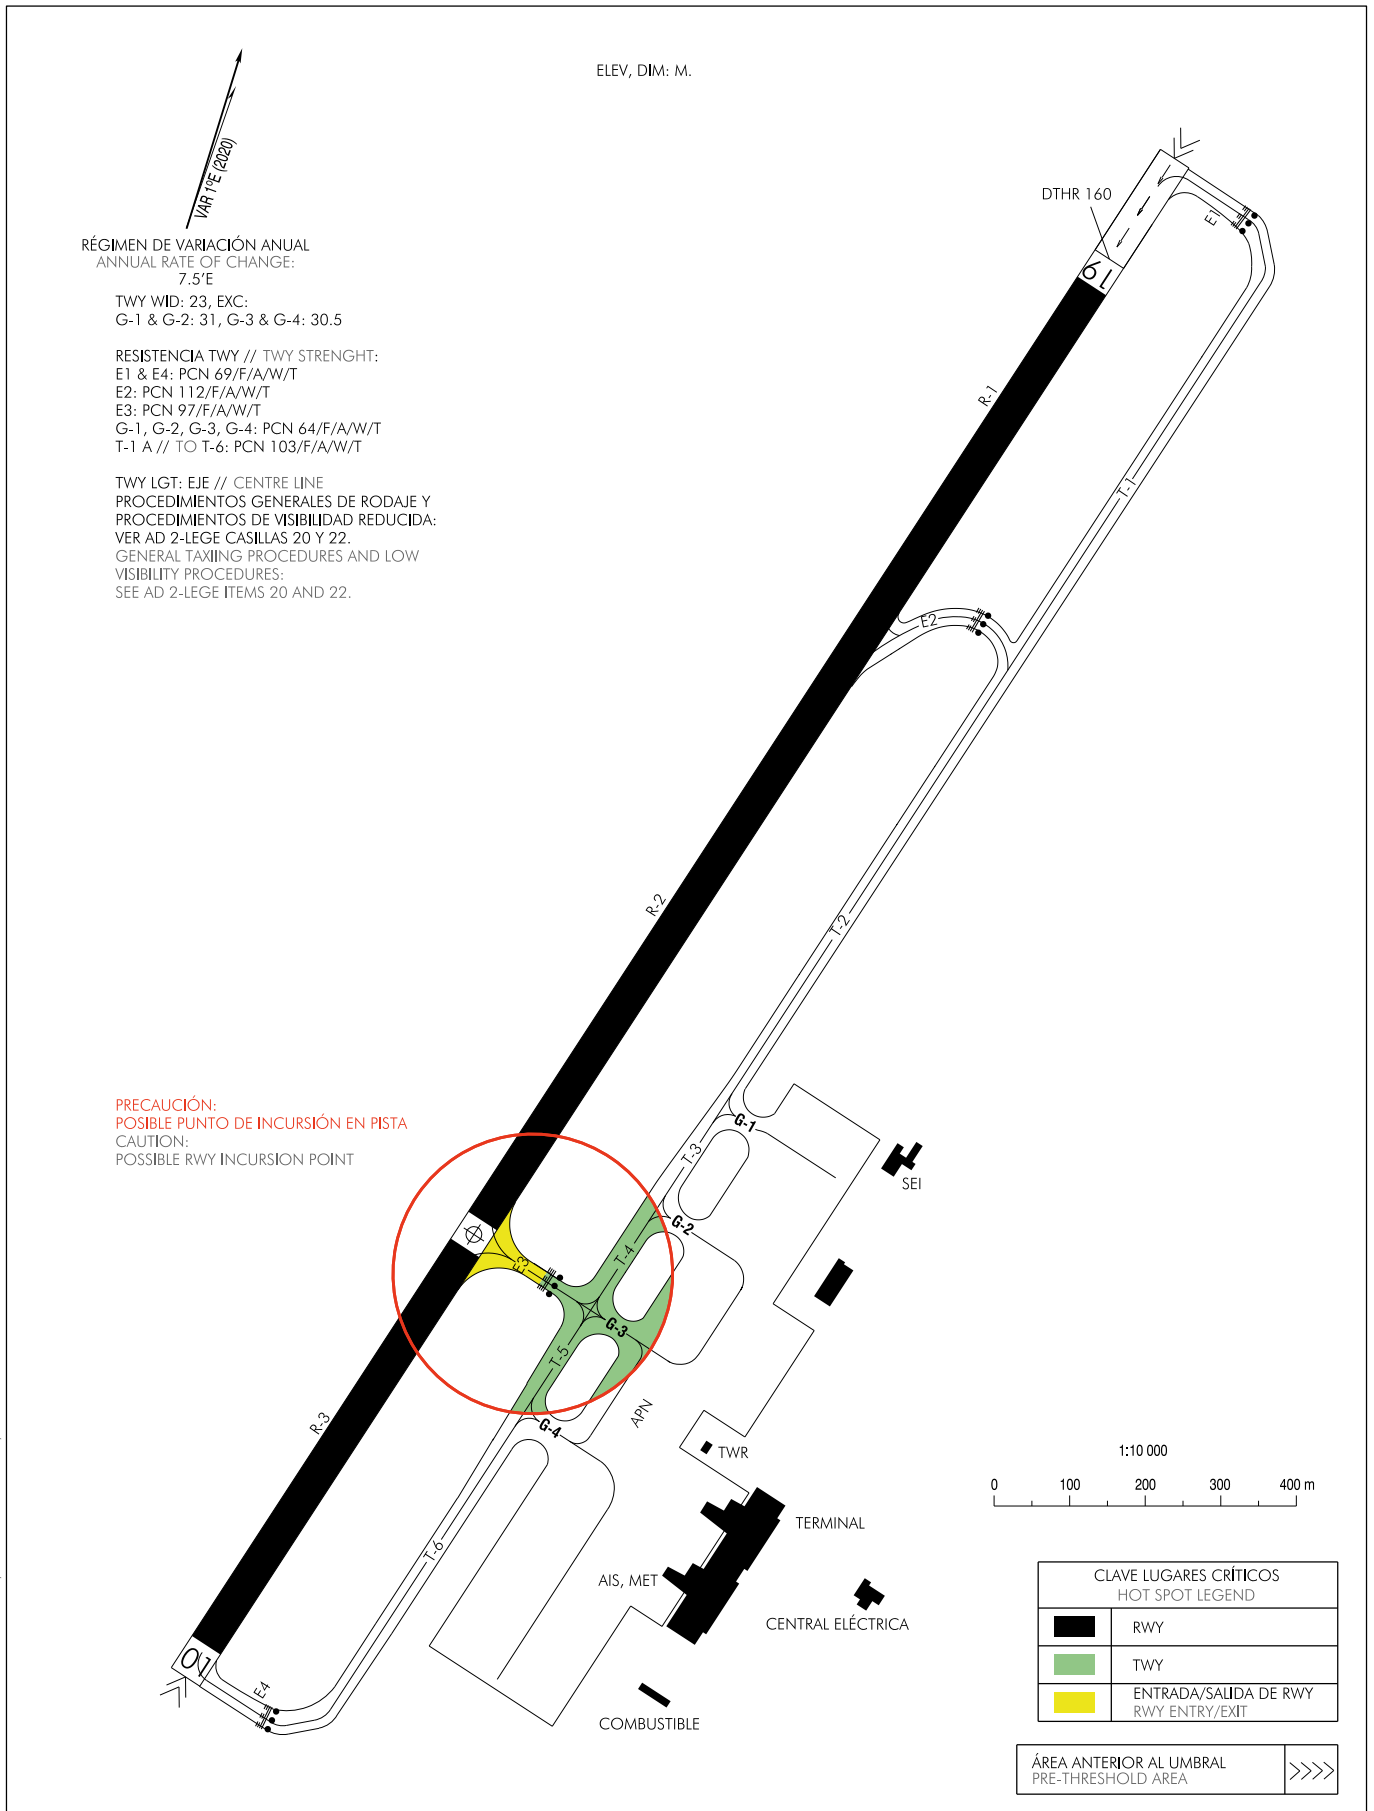 ELEV, DIM: M.
VAR 1ºE (2020)
RÉGIMEN DE VARIACIÓN ANUAL
ANNUAL RATE OF CHANGE:
7.5'E
TWY WID: 23, EXC:
G-1 & G-2: 31, G-3 & G-4: 30.5
RESISTENCIA TWY // TWY STRENGHT:
E1 & E4: PCN 69/F/A/W/T
E2: PCN 112/F/A/W/T
E3: PCN 97/F/A/W/T
G-1, G-2, G-3, G-4: PCN 64/F/A/W/T
T-1 A // TO T-6: PCN 103/F/A/W/T
TWY LGT: EJE // CENTRE LINE
PROCEDIMIENTOS GENERALES DE RODAJE Y
PROCEDIMIENTOS DE VISIBILIDAD REDUCIDA:
VER AD 2-LEGE CASILLAS 20 Y 22.
GENERAL TAXIING PROCEDURES AND LOW
VISIBILITY PROCEDURES:
SEE AD 2-LEGE ITEMS 20 AND 22.
DTHR 160
E1
19
R-1
T-1
E2
R-2
T-2
PRECAUCIÓN:
POSIBLE PUNTO DE INCURSIÓN EN PISTA
CAUTION:
POSSIBLE RWY INCURSION POINT
G-1
T-3
SEI
G-2
T-4
E3
G-3
T-5
APN
R-3
G-4
TWR
T-6
TERMINAL
AIS, MET
CENTRAL ELÉCTRICA
01
E4
COMBUSTIBLE
1:10 000
0 100 200 300 400 m
CLAVE LUGARES CRÍTICOS
HOT SPOT LEGEND
RWY
TWY
ENTRADA/SALIDA DE RWY
RWY ENTRY/EXIT
ÁREA ANTERIOR AL UMBRAL
PRE-THRESHOLD AREA